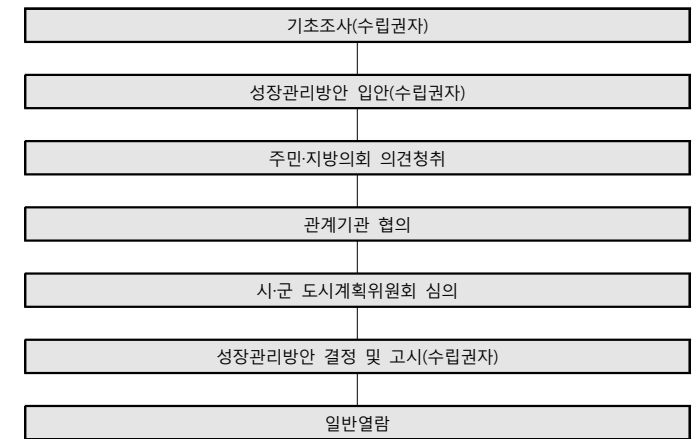 기초조사(수립권자)
성장관리방안 입안(수립권자)
주민·지방의회 의견청취
관계기관 협의
시·군 도시계획위원회 심의
성장관리방안 결정 및 고시(수립권자)
일반열람